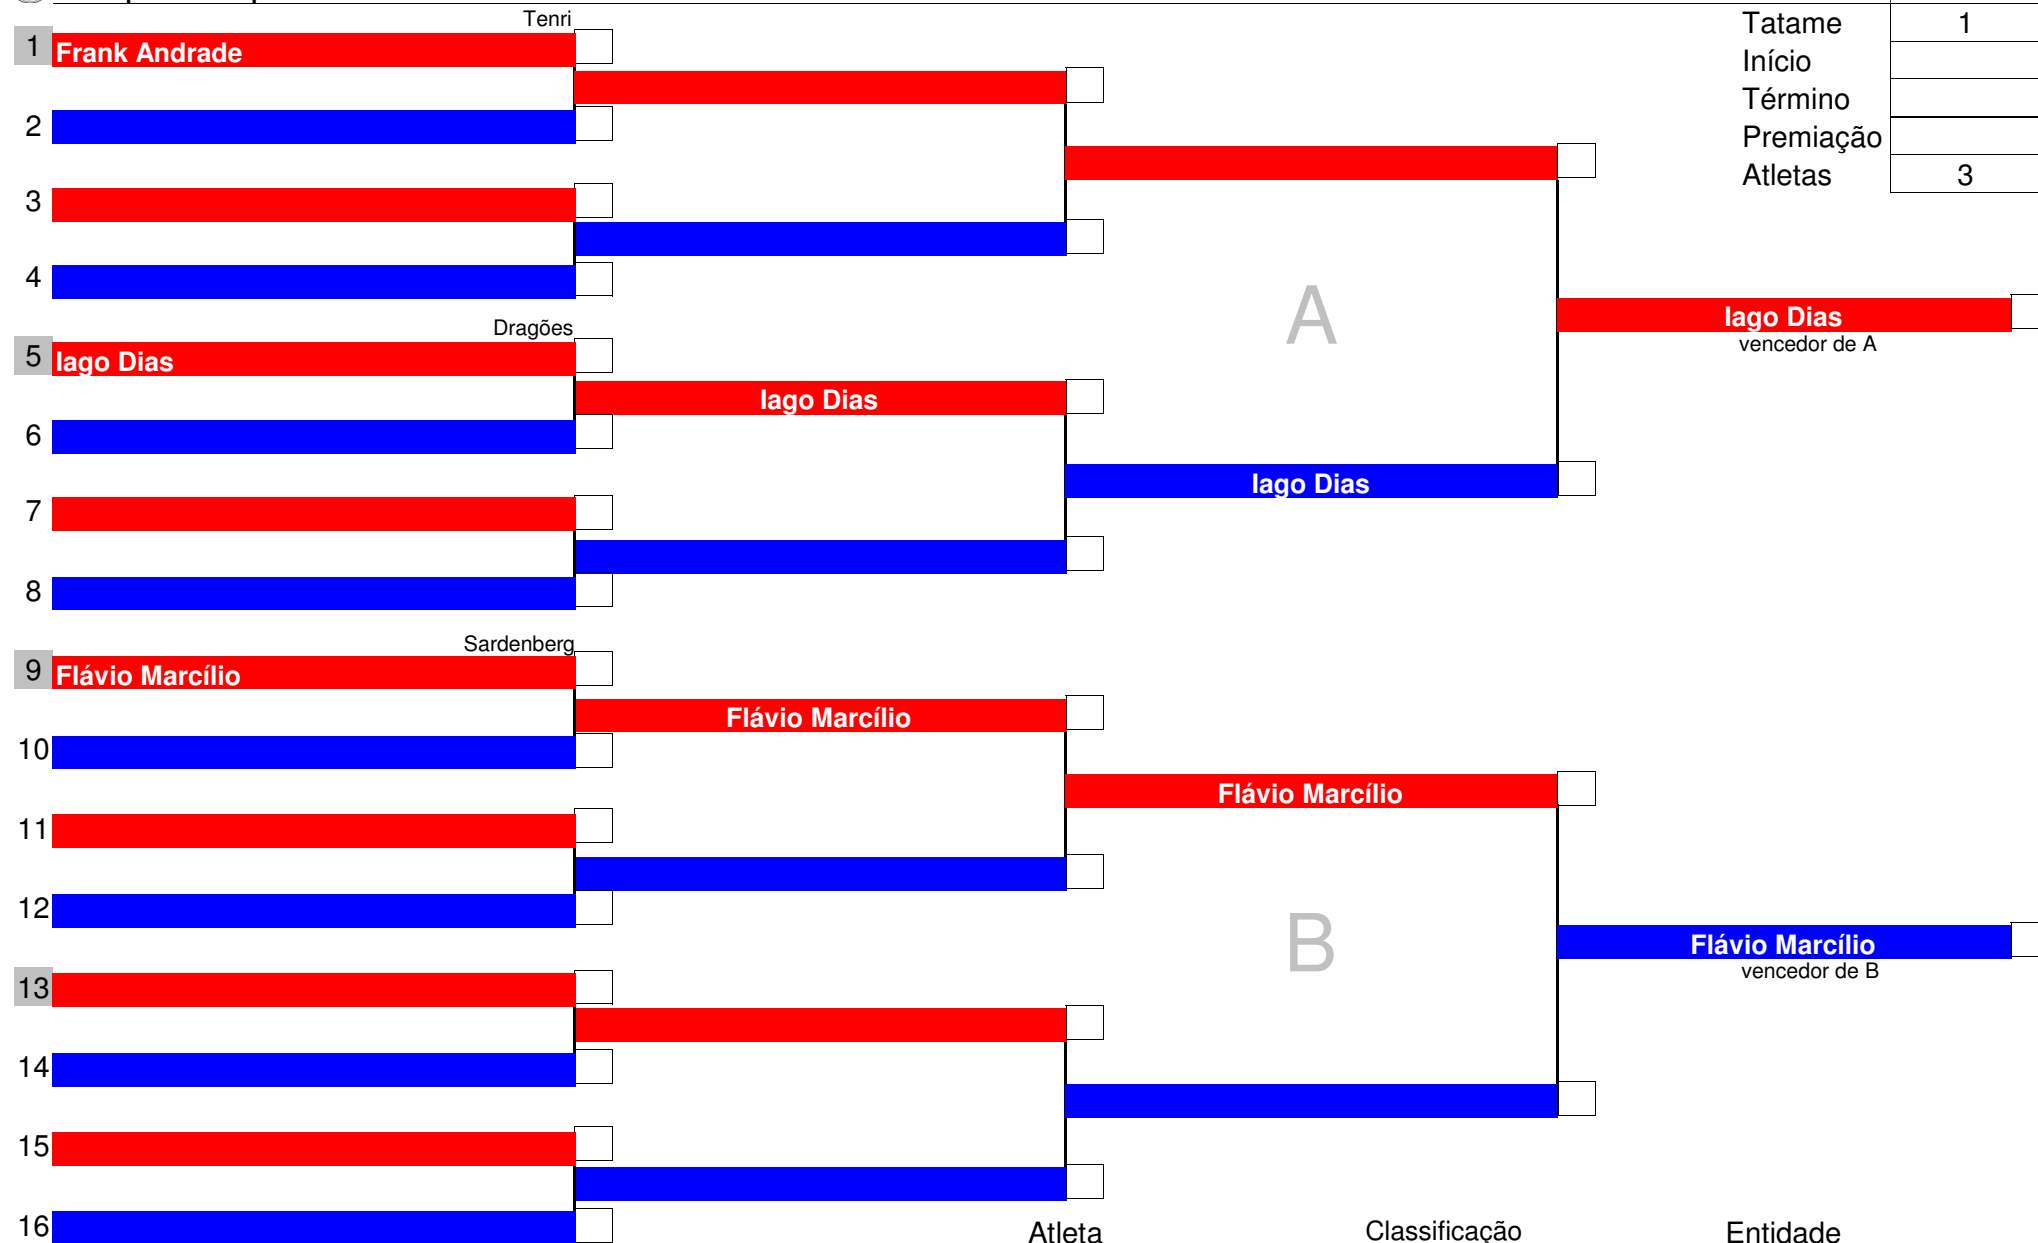 Tenri
Tatame 1
1 Frank Andrade
Início
Término
2
Premiação
Atletas 3
3
4
A
Dragões
Iago Dias
vencedor de A
5 Iago Dias
Iago Dias
6
Iago Dias
7
8
Sardenberg
9 Flávio Marcílio
Flávio Marcílio
10
Flávio Marcílio
11
12
B
Flávio Marcílio
vencedor de B
13
14
15
16
Atleta Classificação Entidade